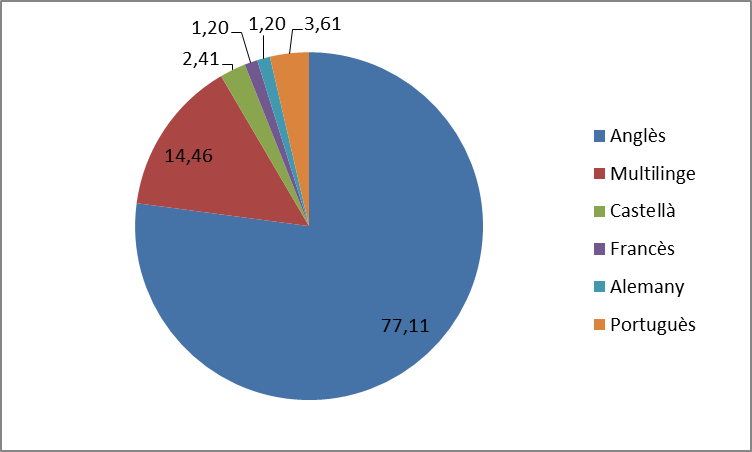 1,20
1,20
3,61
2,41
14,46
77,11
Anglès
Multilinge
Castellà
Francès
Alemany
Portuguès